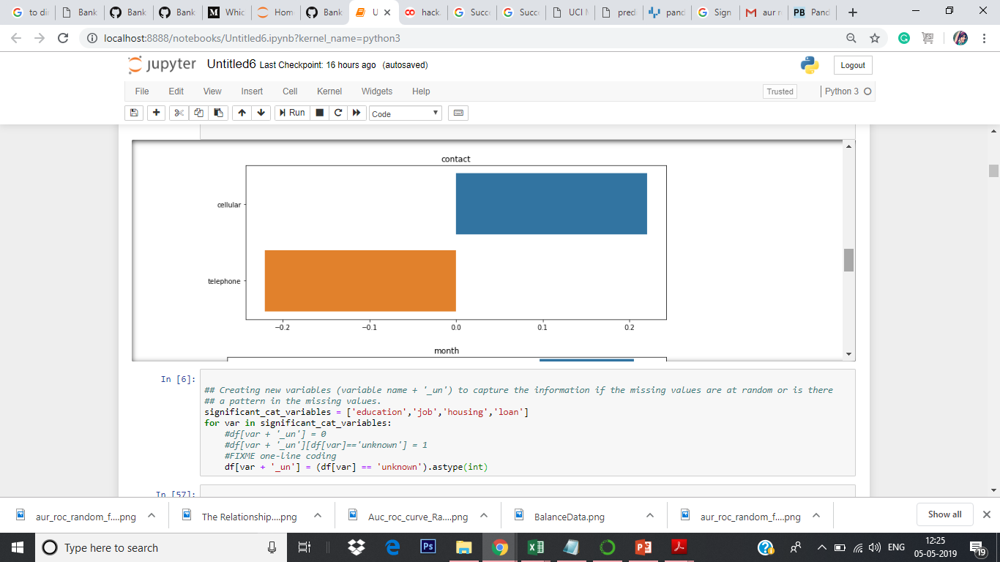 to di
Bank
Bank
Bank
Whic
Hom
Bank
U
hack
Succ
Succ
UCI
pred
pand
Sign
aur r
Pand
localhost:8888/notebooks/Untitled6.ipynb?kernel_name=python3
jupyter Untitled6 Last Checkpoint: 16 hours ago (autosaved)
Logout
File Edit View Insert Cell Kernel Widgets Help
Trusted
Python 3
Run
Code
contact
cellular
telephone
−0.2 −0.1 0.0 0.1 0.2
month
In [6]:
## Creating new variables (variable name + '_un') to capture the information if the missing values are at random or is there
## a pattern in the missing values.
significant_cat_variables = ['education','job','housing','loan']
for var in significant_cat_variables:
#df[var + '_un'] = 0
#df[var + '_un'][df[var]=='unknown'] = 1
#FIXME one-line coding
df[var + '_un'] = (df[var] == 'unknown').astype(int)
In [57]:
aur_roc_random_f....png
The Relationship....png
Auc_roc_curve_Ra....png
BalanceData.png
aur_roc_random_f....png
Show all
Type here to search
Ps
ENG
12:25
05-05-2019
19